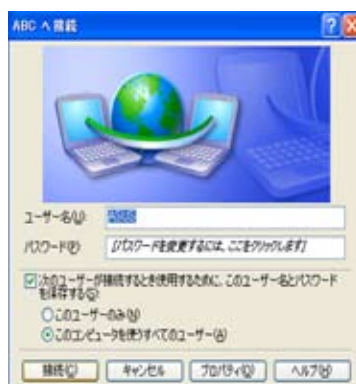 ABC へ接続
ユーザー名(U):
パスワード(P):
[パスワードを変更するには、ここをクリックします]
次のユーザーが接続するとき使用するために、このユーザー名とパスワード
を保存する(S):
このユーザーのみ(N)
このコンピュータを使うすべてのユーザー(A)
接続(C) キャンセル プロパティ(O) ヘルプ(H)